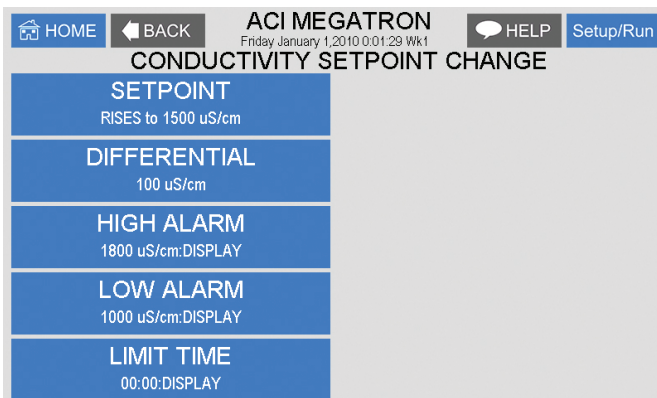 HOME
BACK
ACI MEGATRON
Friday January 1,2010 0:01:29 Wk1
HELP
Setup/Run
CONDUCTIVITY SETPOINT CHANGE
SETPOINT
RISES to 1500 uS/cm
DIFFERENTIAL
100 uS/cm
HIGH ALARM
1800 uS/cm:DISPLAY
LOW ALARM
1000 uS/cm:DISPLAY
LIMIT TIME
00:00:DISPLAY